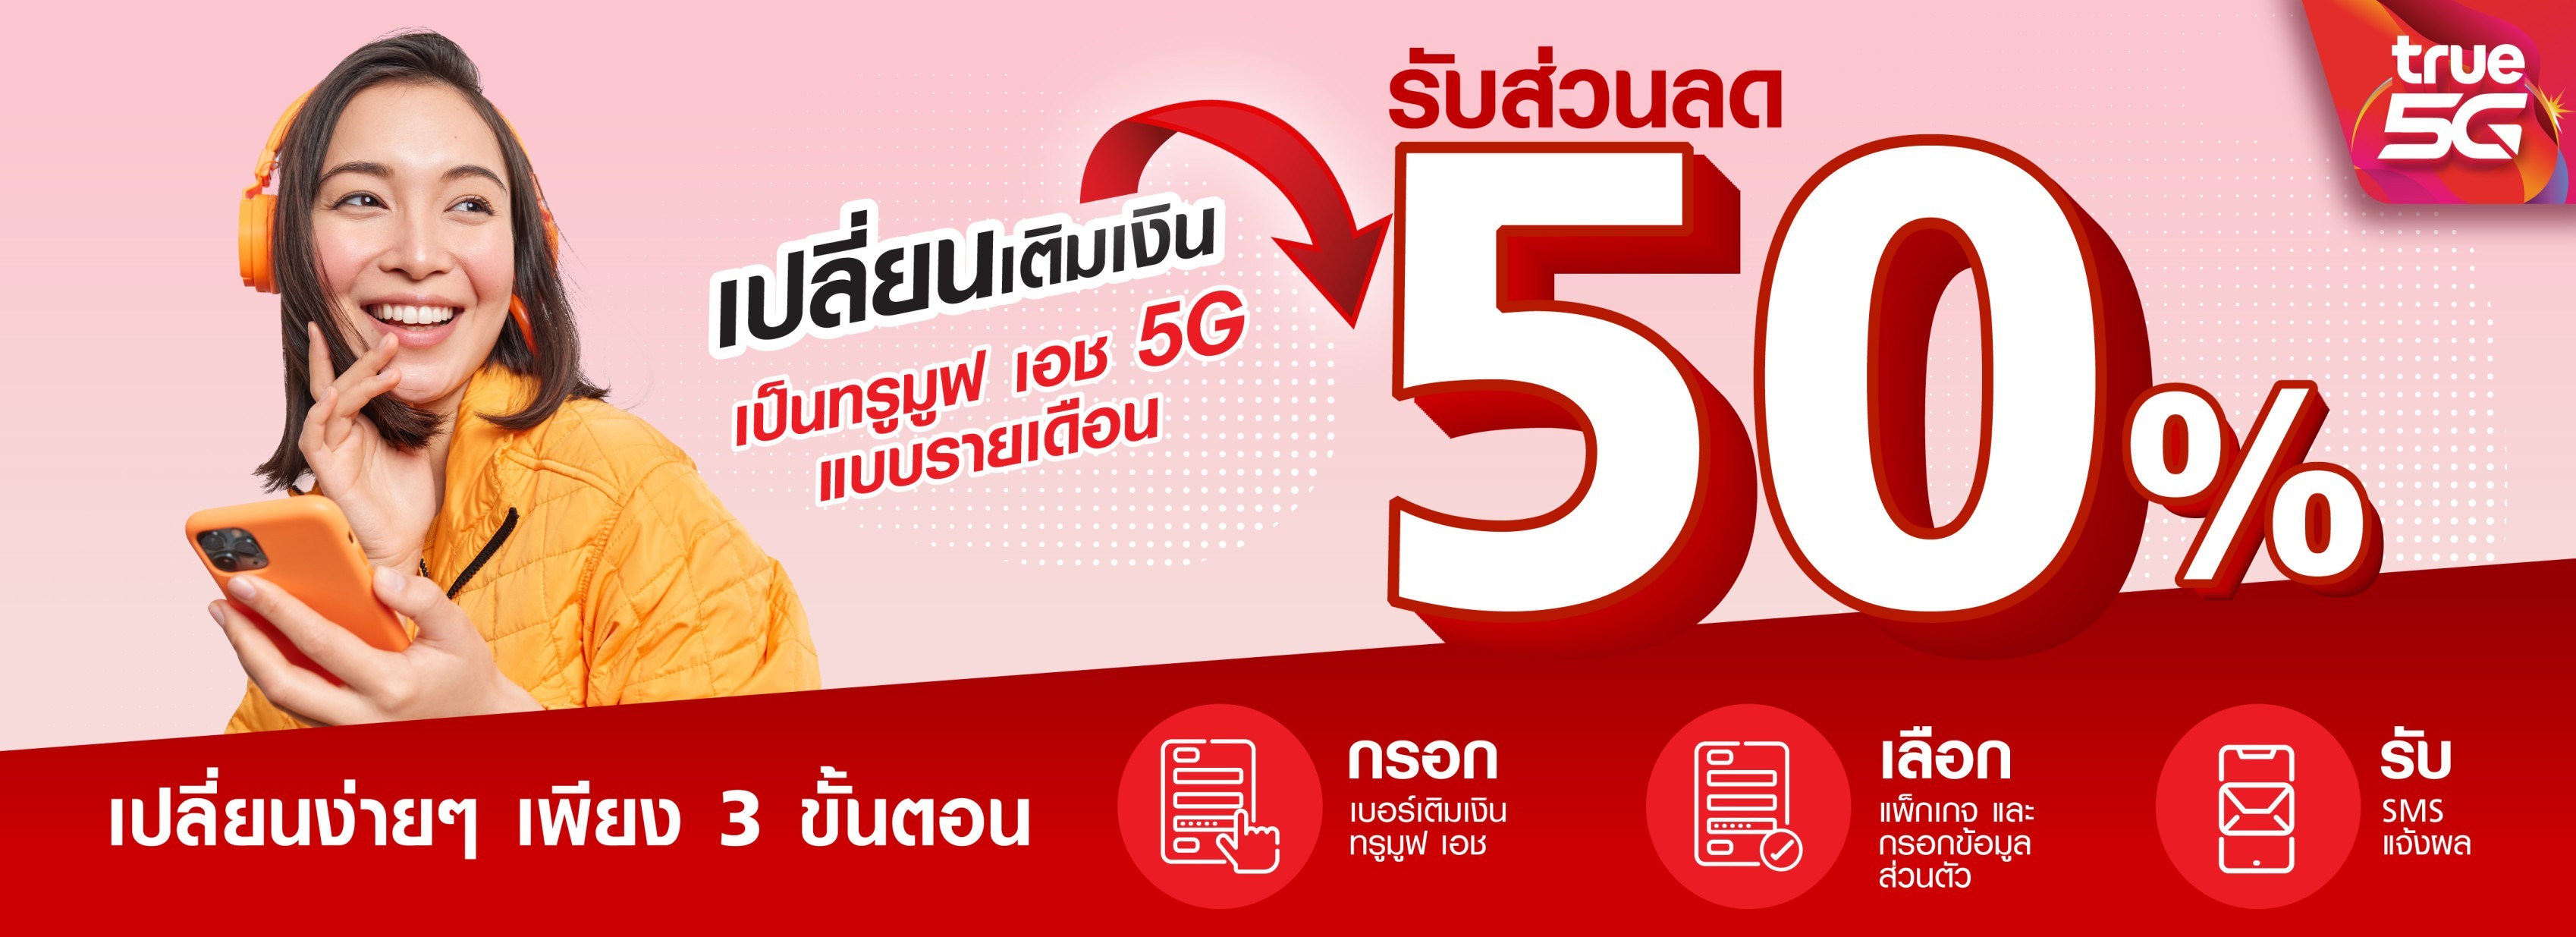 รับส่วนลด
50%
เปลี่ยนเติมเงิน
เป็นทรูมูฟ เอช 5G
แบบรายเดือน
true
5G
เปลี่ยนง่ายๆ เพียง 3 ขั้นตอน
กรอก
เบอร์เติมเงิน
ทรูมูฟ เอช
เลือก
แพ็กเกจ และ
กรอกข้อมูล
ส่วนตัว
รับ
SMS
แจ้งผล